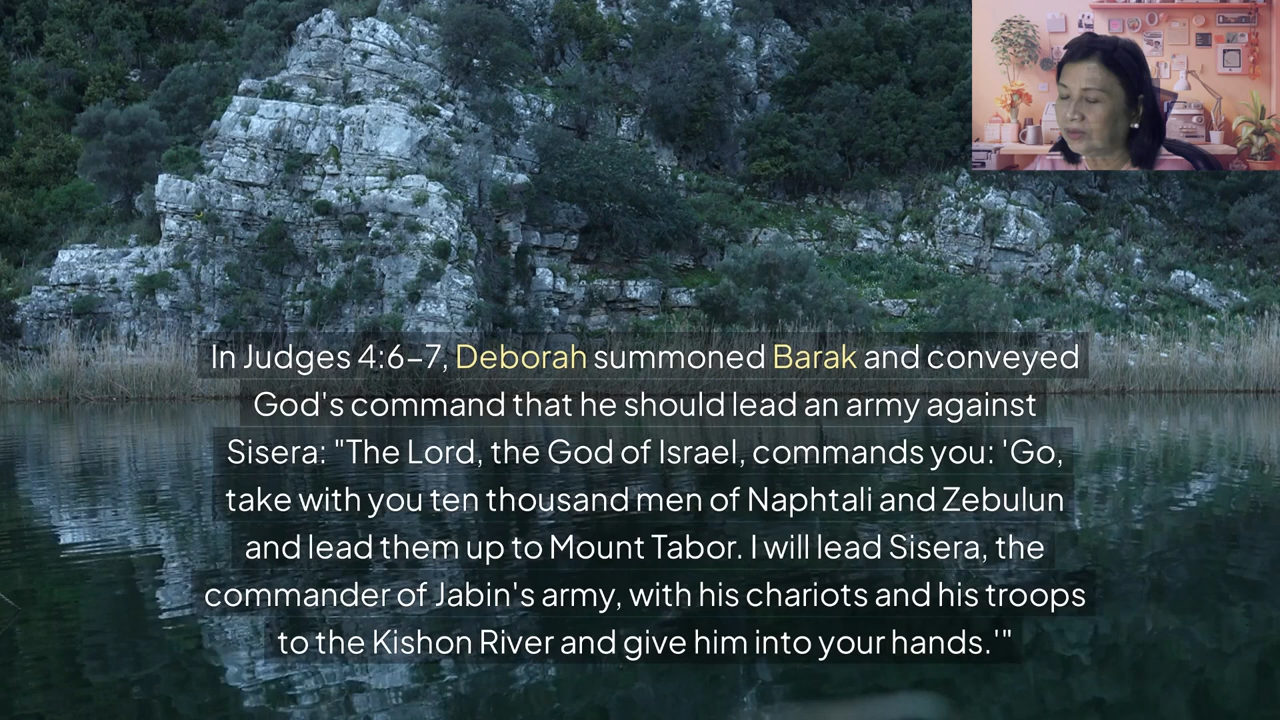 In Judges 4:6–7, Deborah summoned Barak and conveyed
God's command that he should lead an army against
Sisera: "The Lord, the God of Israel, commands you: 'Go,
take with you ten thousand men of Naphtali and Zebulun
and lead them up to Mount Tabor. I will lead Sisera, the
commander of Jabin's army, with his chariots and his troops
to the Kishon River and give him into your hands.'"